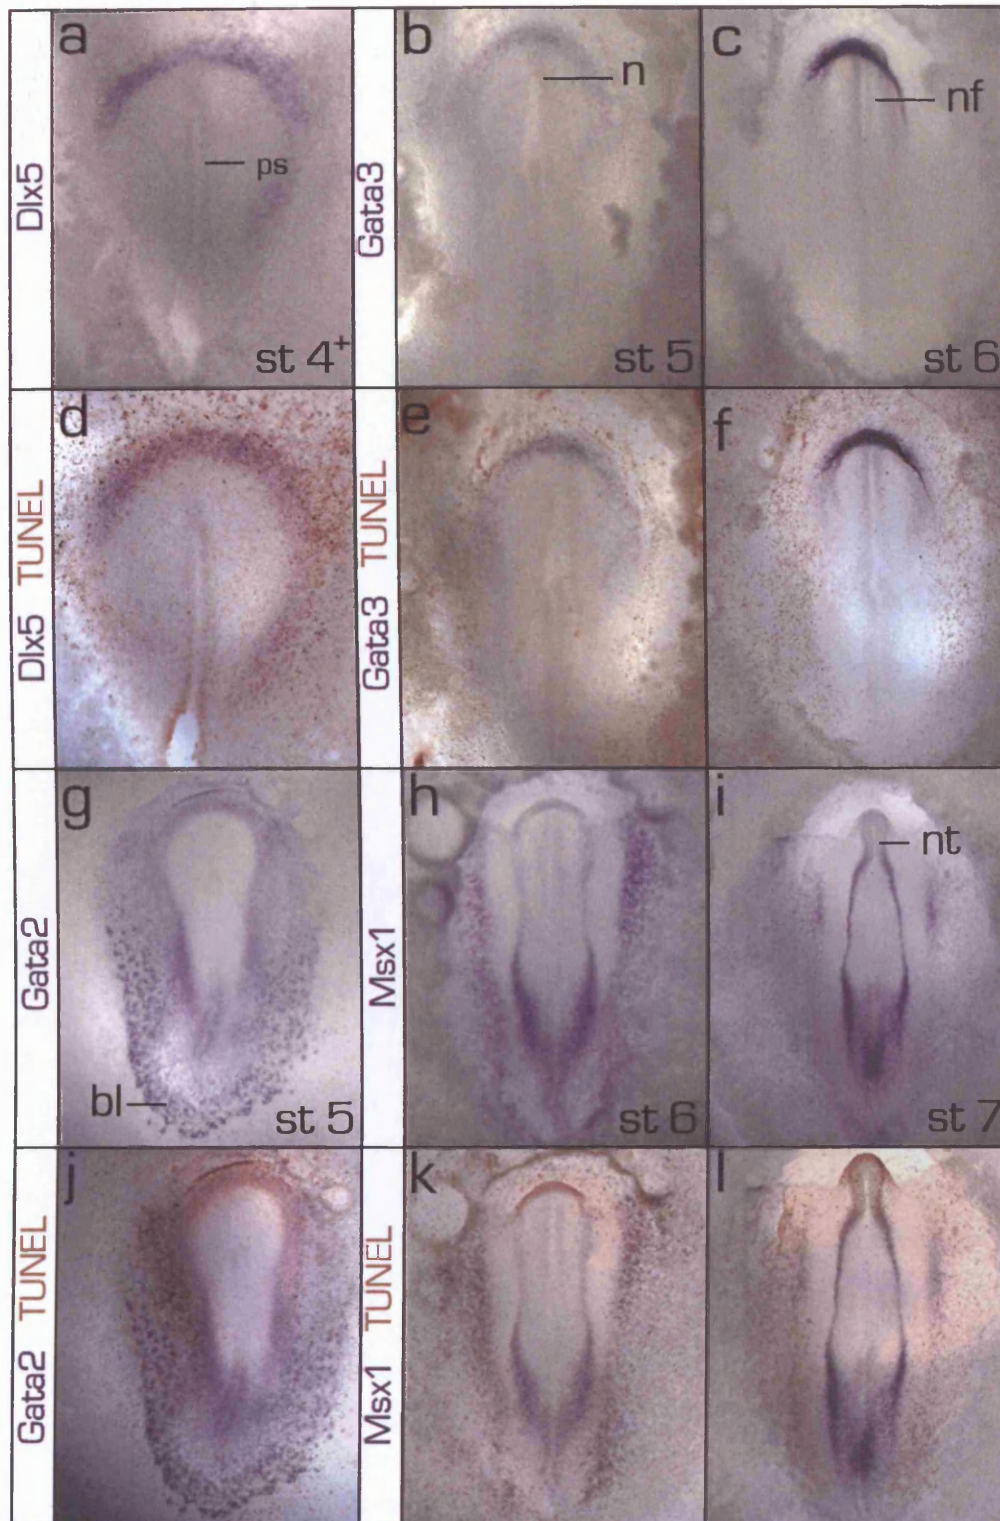 a
b
c
n
nf
ps
Dlx5
Gata3
st 4+
st 5
st 6
d
e
f
Dlx5 TUNEL
Gata3 TUNEL
g
h
i
nt
Gata2
Msx1
bl
st 5
st 6
st 7
j
k
l
Gata2 TUNEL
Msx1 TUNEL